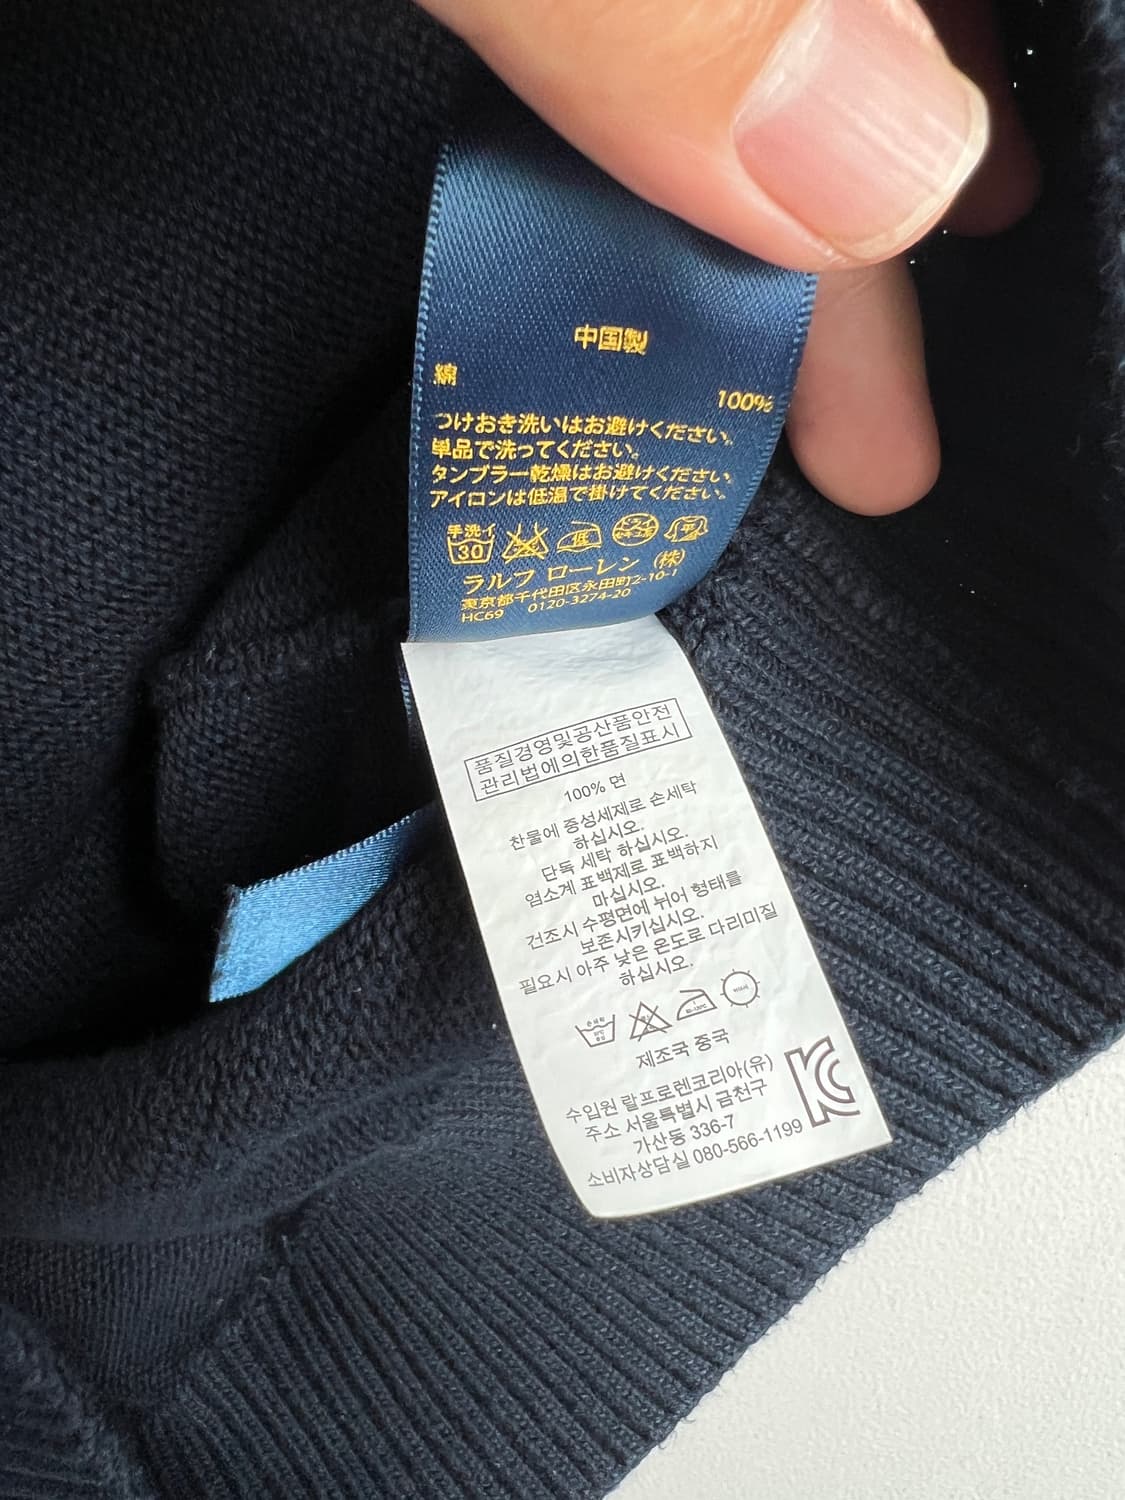 中国製
綿
100%
つけおき洗いはお避けください。
単品で洗ってください。
タンブラー乾燥はお避けください。
アイロンは低温で掛けてください。
手洗イ
30
低
ドライ
セキユ系
平
ラルフ ローレン (株)
東京都千代田区永田町2-10-1
HC69 0120-3274-20
품질경영및공산품안전
관리법에의한품질표시
100% 면
찬물에 중성세제로 손세탁
하십시오.
단독 세탁 하십시오.
염소계 표백제로 표백하지
마십시오.
건조시 수평면에 뉘어 형태를
보존시키십시오.
필요시 아주 낮은 온도로 다리미질
하십시오.
제조국 중국
수입원 랄프로렌코리아(유)
주소 서울특별시 금천구
가산동 336-7
소비자상담실 080-566-1199